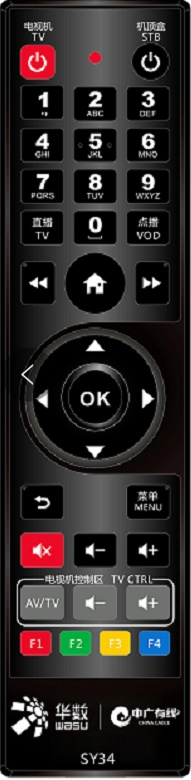 电视机 机顶盒
TV STB
1 2 3
ABC DEF
4 5 6
GHI JKL MNO
7 8 9
PQRS TUV WXYZ
直播 0 点播
TV VOD
OK
菜单
MENU
电视机控制区 TV CTRL
AV/TV
F1 F2 F3 F4
华数 中广有线
wasu CHINA CABLE
SY34